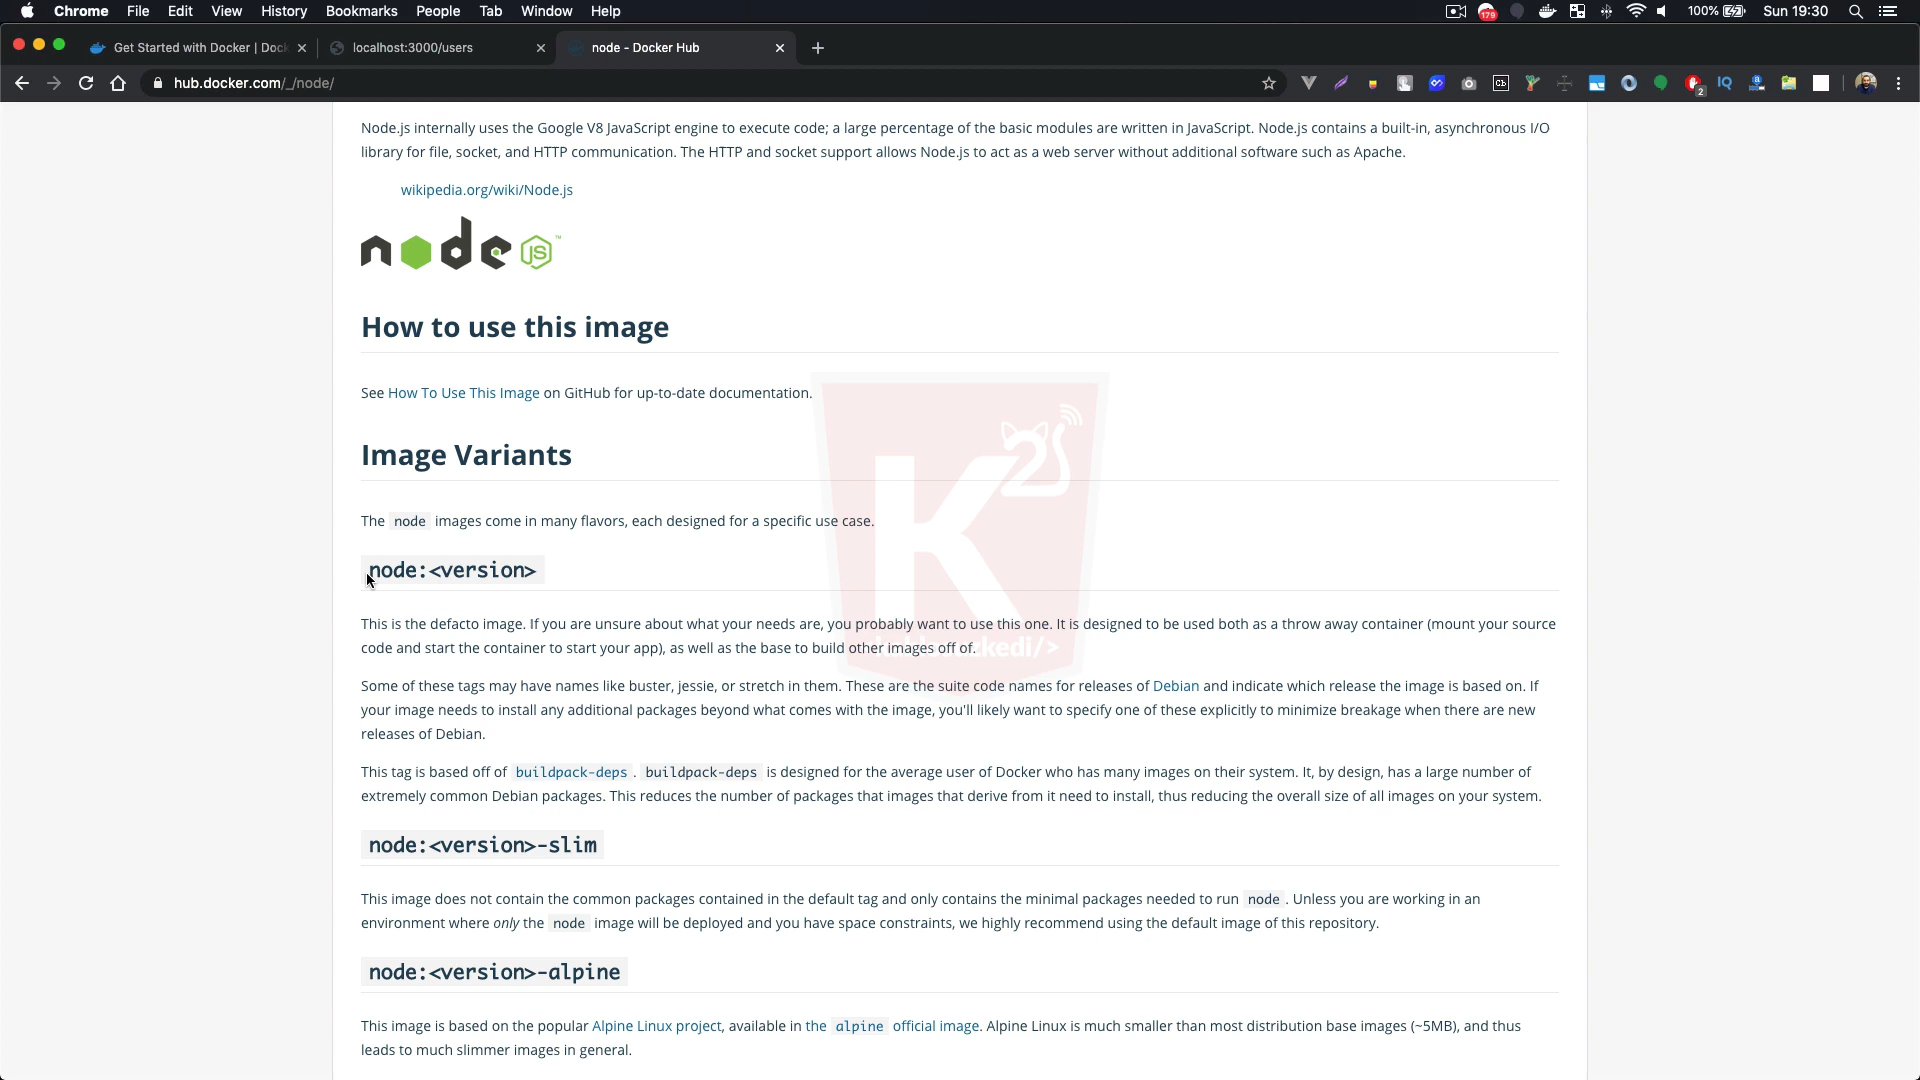 Chrome File Edit View History Bookmarks People Tab Window Help 179 100% Sun 19:30
Get Started with Docker | Dock localhost:3000/users node - Docker Hub
hub.docker.com/_/node/ Cb 2 IQ
Node.js internally uses the Google V8 JavaScript engine to execute code; a large percentage of the basic modules are written in JavaScript. Node.js contains a built-in, asynchronous I/O
library for file, socket, and HTTP communication. The HTTP and socket support allows Node.js to act as a web server without additional software such as Apache.
wikipedia.org/wiki/Node.js
node JS ™
How to use this image
See How To Use This Image on GitHub for up-to-date documentation.
Image Variants
The node images come in many flavors, each designed for a specific use case.
node:<version>
This is the defacto image. If you are unsure about what your needs are, you probably want to use this one. It is designed to be used both as a throw away container (mount your source
code and start the container to start your app), as well as the base to build other images off of.
Some of these tags may have names like buster, jessie, or stretch in them. These are the suite code names for releases of Debian and indicate which release the image is based on. If
your image needs to install any additional packages beyond what comes with the image, you'll likely want to specify one of these explicitly to minimize breakage when there are new
releases of Debian.
This tag is based off of buildpack-deps. buildpack-deps is designed for the average user of Docker who has many images on their system. It, by design, has a large number of
extremely common Debian packages. This reduces the number of packages that images that derive from it need to install, thus reducing the overall size of all images on your system.
node:<version>-slim
This image does not contain the common packages contained in the default tag and only contains the minimal packages needed to run node. Unless you are working in an
environment where only the node image will be deployed and you have space constraints, we highly recommend using the default image of this repository.
node:<version>-alpine
This image is based on the popular Alpine Linux project, available in the alpine official image. Alpine Linux is much smaller than most distribution base images (~5MB), and thus
leads to much slimmer images in general.